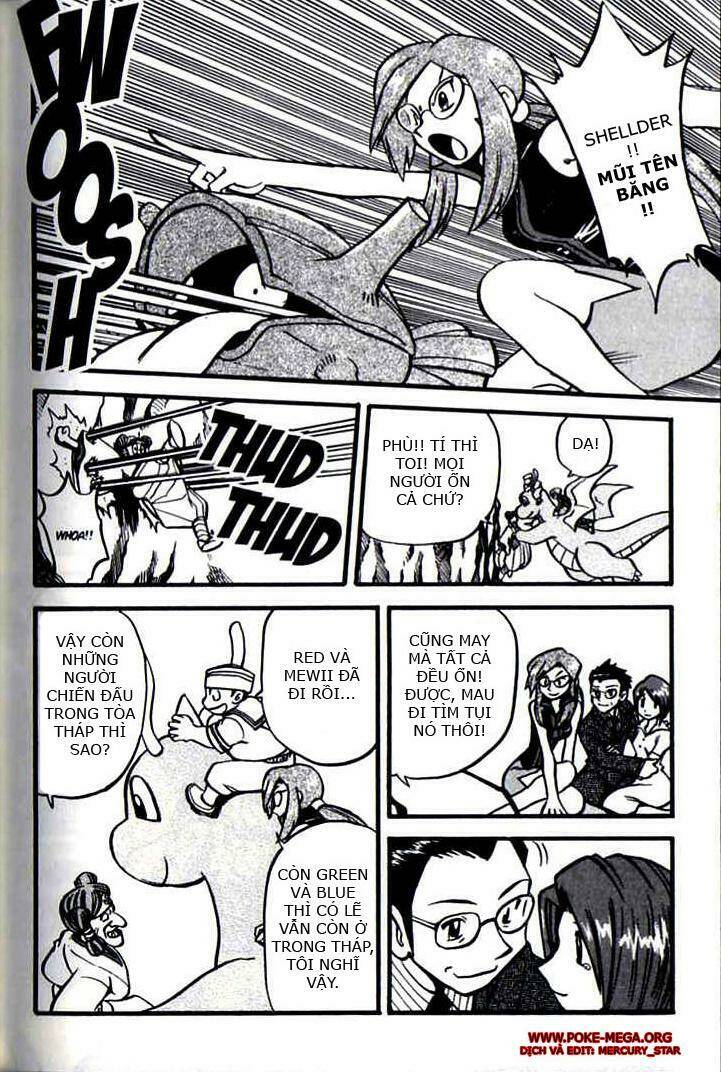 FWOOSH
SHELLDER
!!
MŨI TÊN
BĂNG
!!
THUD
THUD
WHOA!!
PHÙ!! TÍ THÌ
TOI! MỌI
NGƯỜI ỔN
CẢ CHỨ?
DẠ!
VẬY CÒN
NHỮNG
NGƯỜI
CHIẾN ĐẤU
TRONG TÒA
THÁP THÌ
SAO?
RED VÀ
MEWII ĐÃ
ĐI RỒI...
CÒN GREEN
VÀ BLUE
THÌ CÓ LẼ
VẪN CÒN Ở
TRONG THÁP,
TÔI NGHĨ
VẬY.
CŨNG MAY
MÀ TẤT CẢ
ĐỀU ỔN!
ĐƯỢC, MAU
ĐI TÌM TỤI
NÓ THÔI!
WWW.POKE-MEGA.ORG
DỊCH VÀ EDIT: MERCURY_STAR